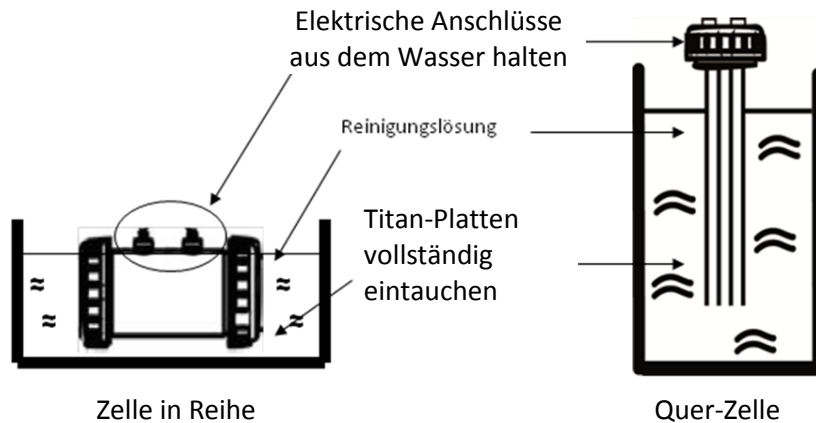 Elektrische Anschlüsse
aus dem Wasser halten
Reinigungslösung
Titan-Platten
vollständig
eintauchen
Zelle in Reihe
Quer-Zelle